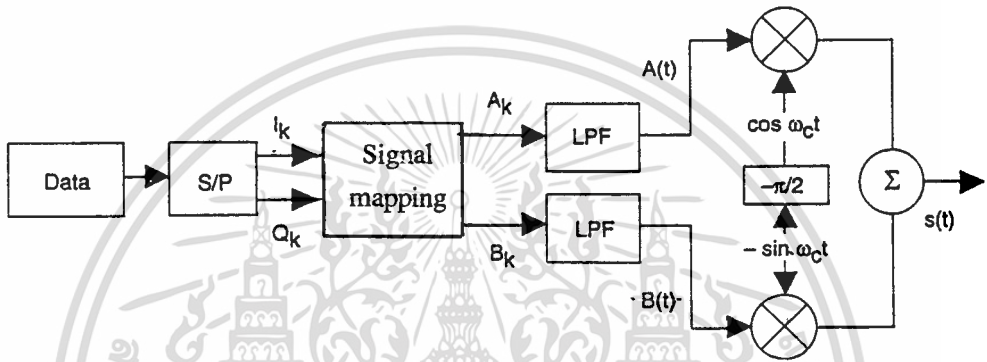 Data
S/P
I_k
Q_k
Signal
mapping
A_k
B_k
LPF
LPF
A(t)
B(t)
cos ω_c t
−π/2
− sin ω_c t
Σ
s(t)